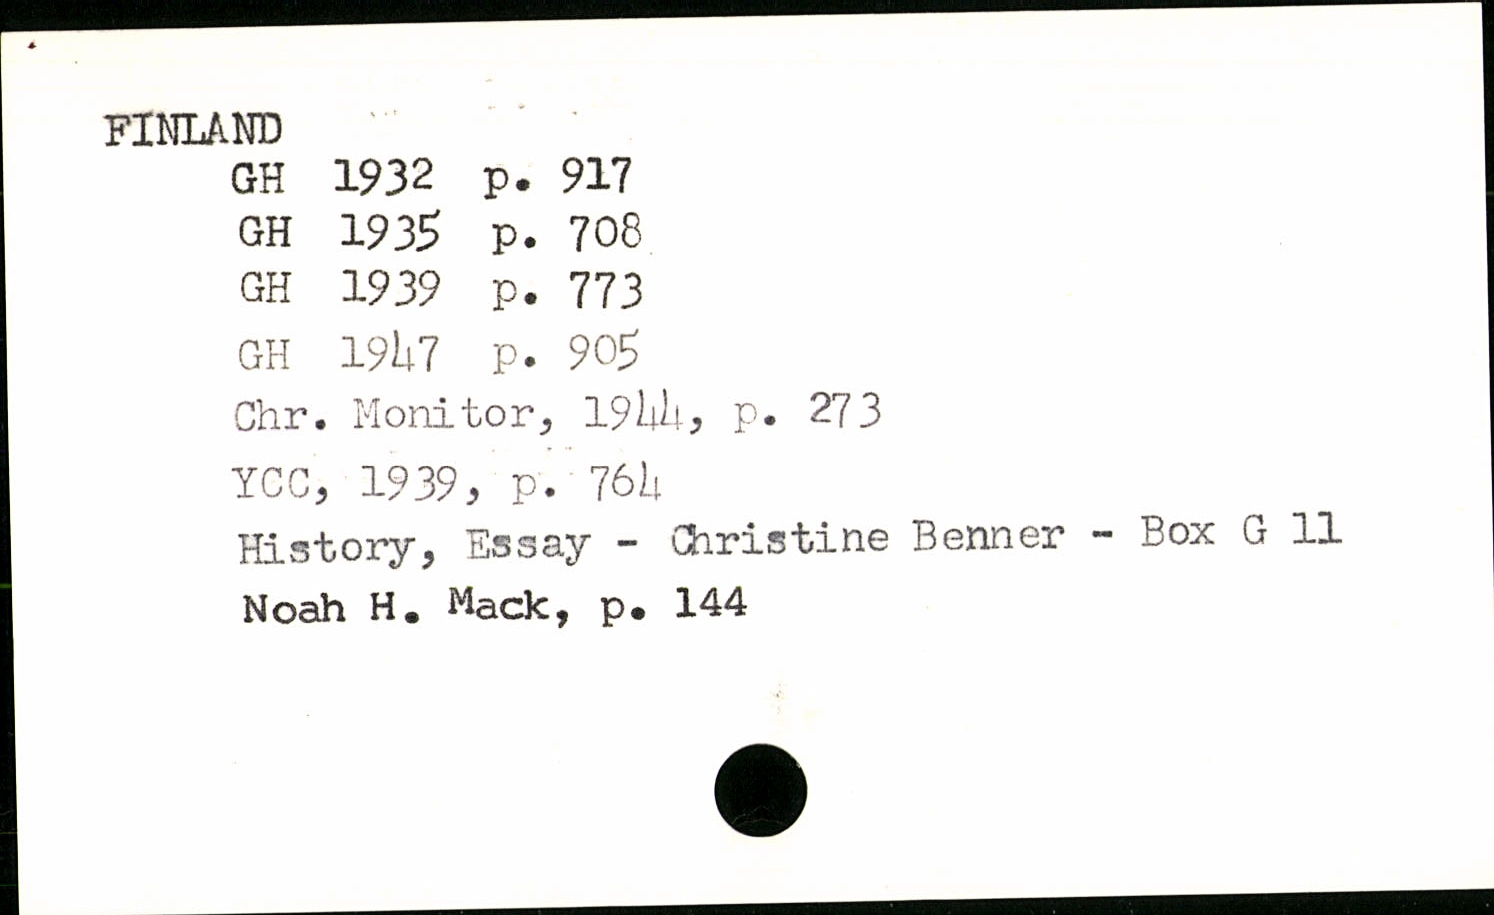 FINLAND
GH 1932 p. 917
GH 1935 p. 708
GH 1939 p. 773
GH 1947 p. 905
Chr. Monitor, 1944, p. 273
YCC, 1939, p. 764
History, Essay - Christine Benner - Box G 11
Noah H. Mack, p. 144